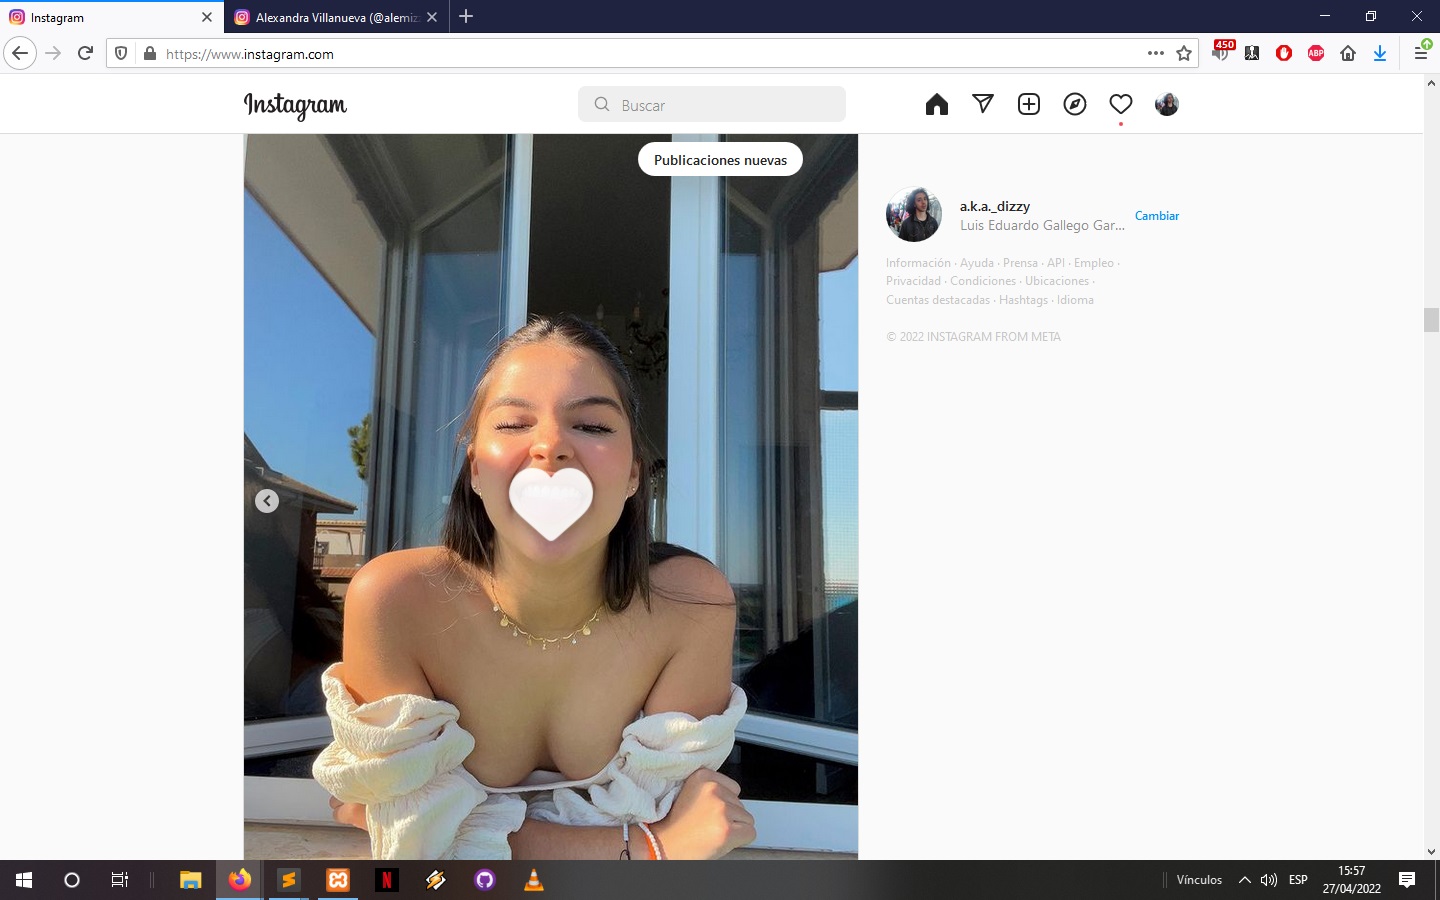 Instagram
Alexandra Villanueva (@alemiz
https://www.instagram.com
450
ABP
Instagram
Buscar
Publicaciones nuevas
a.k.a._dizzy
Luis Eduardo Gallego Gar...
Cambiar
Información · Ayuda · Prensa · API · Empleo ·
Privacidad · Condiciones · Ubicaciones ·
Cuentas destacadas · Hashtags · Idioma
© 2022 INSTAGRAM FROM META
N
Vínculos
ESP
15:57
27/04/2022